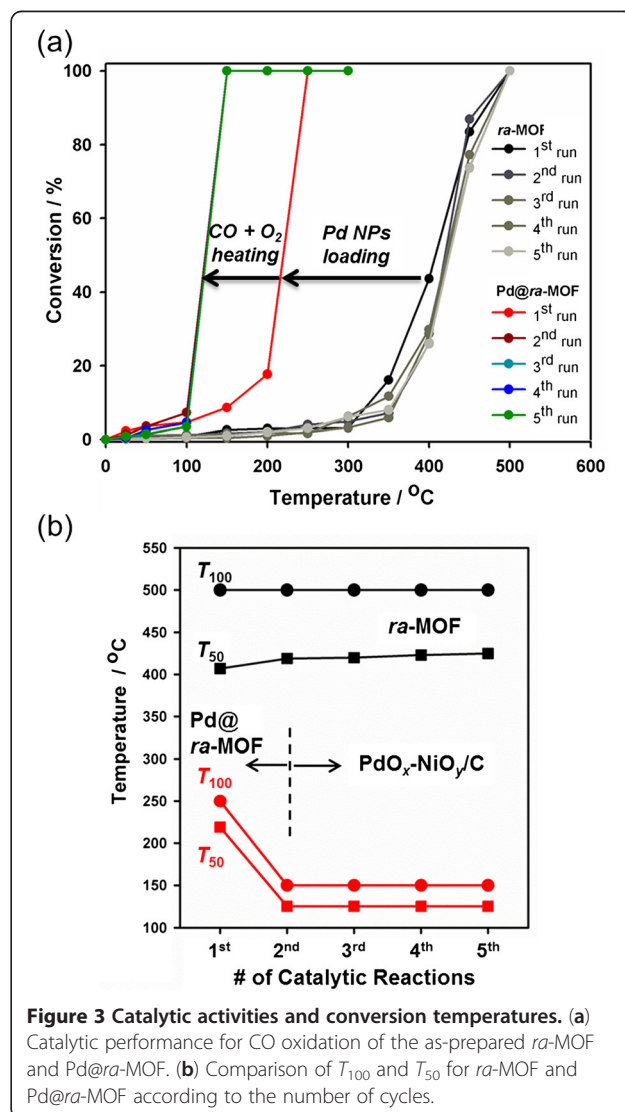 (a)
100
80
60
40
20
0
Conversion / %
0 100 200 300 400 500 600
Temperature / °C
CO + O₂
heating
Pd NPs
loading
ra-MOF
1st run
2nd run
3rd run
4th run
5th run
Pd@ra-MOF
1st run
2nd run
3rd run
4th run
5th run
(b)
550
500
450
400
350
300
250
200
150
100
Temperature / °C
T₁₀₀
ra-MOF
T₅₀
Pd@
ra-MOF
PdOₓ-NiOᵧ/C
T₁₀₀
T₅₀
1st 2nd 3rd 4th 5th
# of Catalytic Reactions
Figure 3 Catalytic activities and conversion temperatures. (a)
Catalytic performance for CO oxidation of the as-prepared ra-MOF
and Pd@ra-MOF. (b) Comparison of T₁₀₀ and T₅₀ for ra-MOF and
Pd@ra-MOF according to the number of cycles.